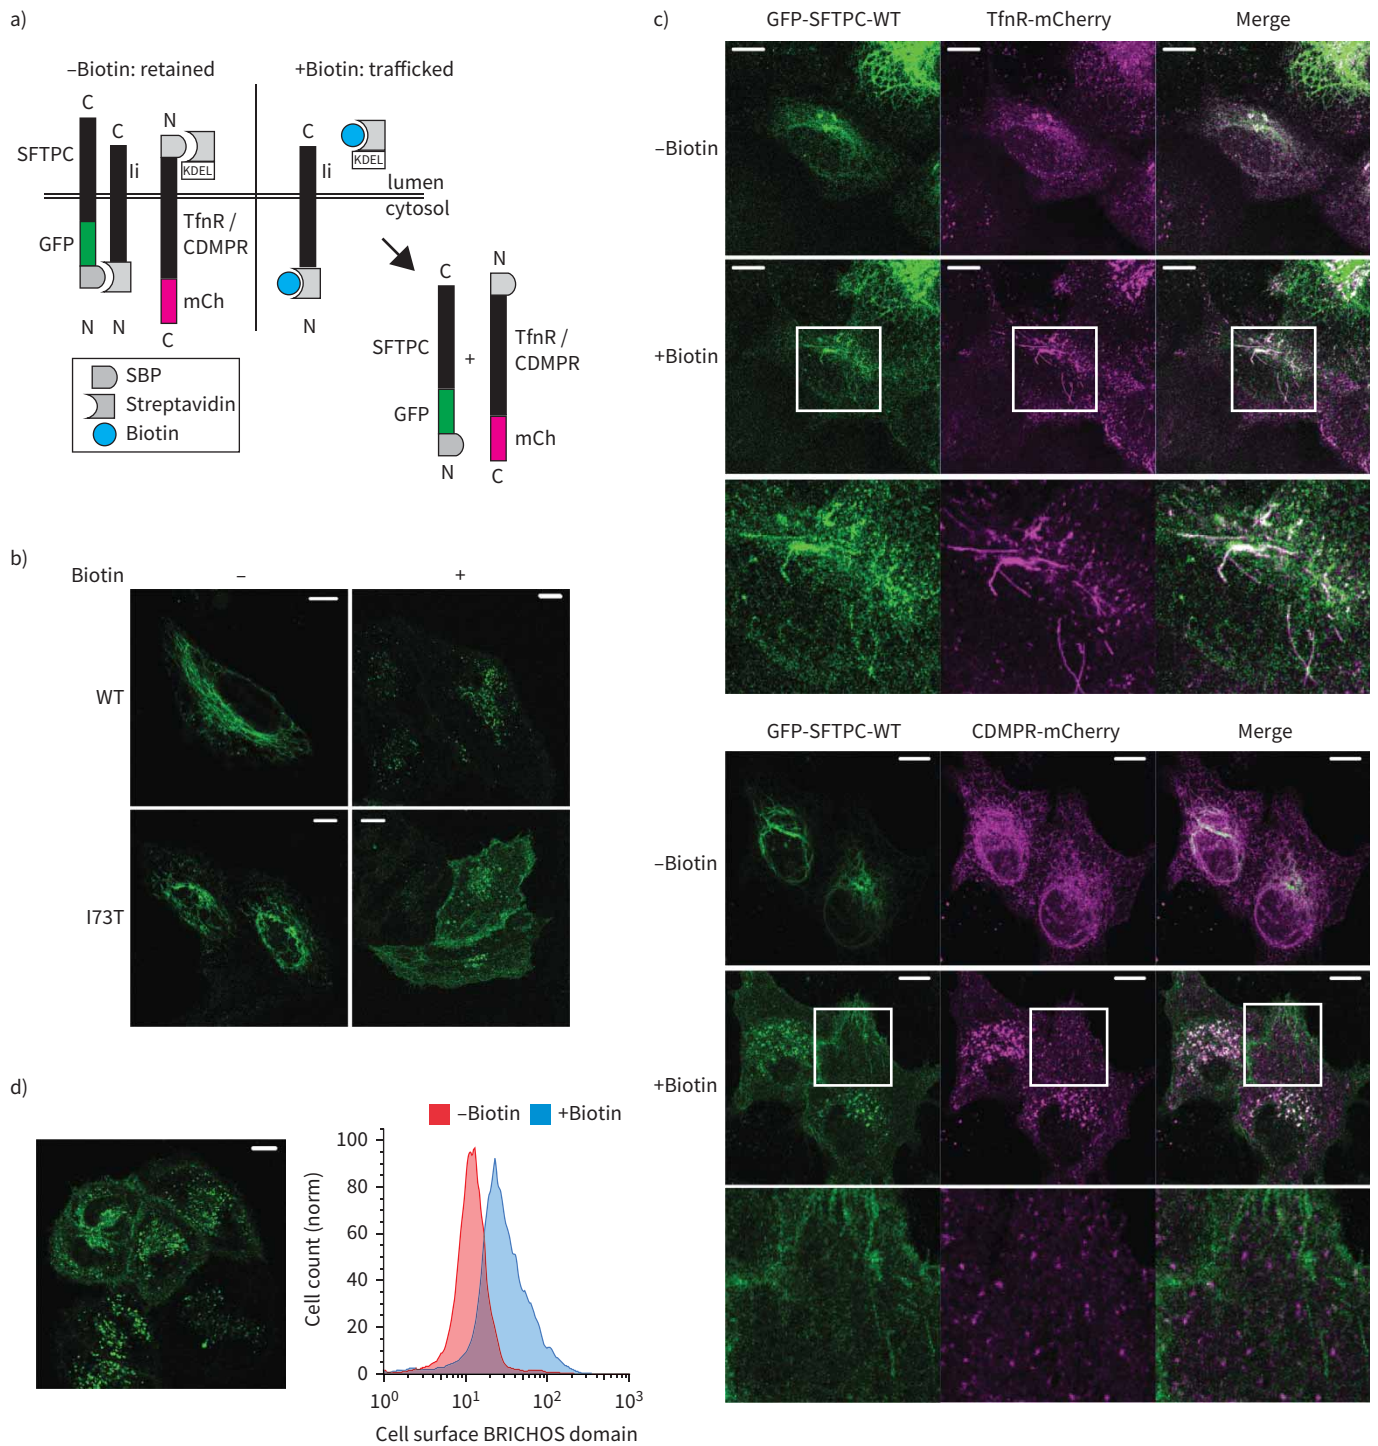 a)
–Biotin: retained
+Biotin: trafficked
C
C
N
C
SFTPC
Ii
KDEL
Ii
KDEL
lumen
cytosol
GFP
TfnR /
CDMPR
mCh
N
N
C
N
C
N
SFTPC
+
TfnR /
CDMPR
GFP
mCh
N
C
SBP
Streptavidin
Biotin
b)
Biotin
–
+
WT
I73T
c)
GFP-SFTPC-WT
TfnR-mCherry
Merge
–Biotin
+Biotin
GFP-SFTPC-WT
CDMPR-mCherry
Merge
–Biotin
+Biotin
d)
–Biotin
+Biotin
Cell count (norm)
100
80
60
40
20
0
10⁰
10¹
10²
10³
Cell surface BRICHOS domain